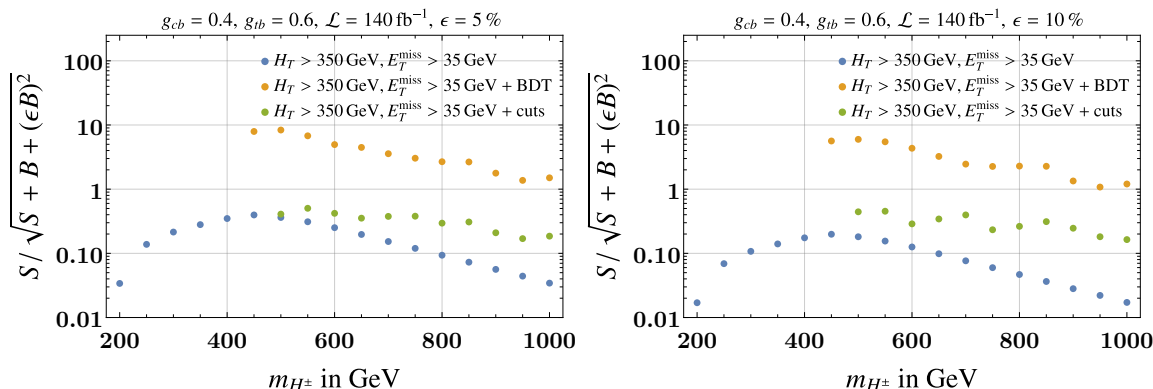 g_cb = 0.4, g_tb = 0.6, ℒ = 140 fb⁻¹, ϵ = 5 %
S / √S + B + (ϵB)²
100
10
1
0.10
0.01
H_T > 350 GeV, E_T^miss > 35 GeV
H_T > 350 GeV, E_T^miss > 35 GeV + BDT
H_T > 350 GeV, E_T^miss > 35 GeV + cuts
200 400 600 800 1000
m_H± in GeV
g_cb = 0.4, g_tb = 0.6, ℒ = 140 fb⁻¹, ϵ = 10 %
S / √S + B + (ϵB)²
100
10
1
0.10
0.01
H_T > 350 GeV, E_T^miss > 35 GeV
H_T > 350 GeV, E_T^miss > 35 GeV + BDT
H_T > 350 GeV, E_T^miss > 35 GeV + cuts
200 400 600 800 1000
m_H± in GeV